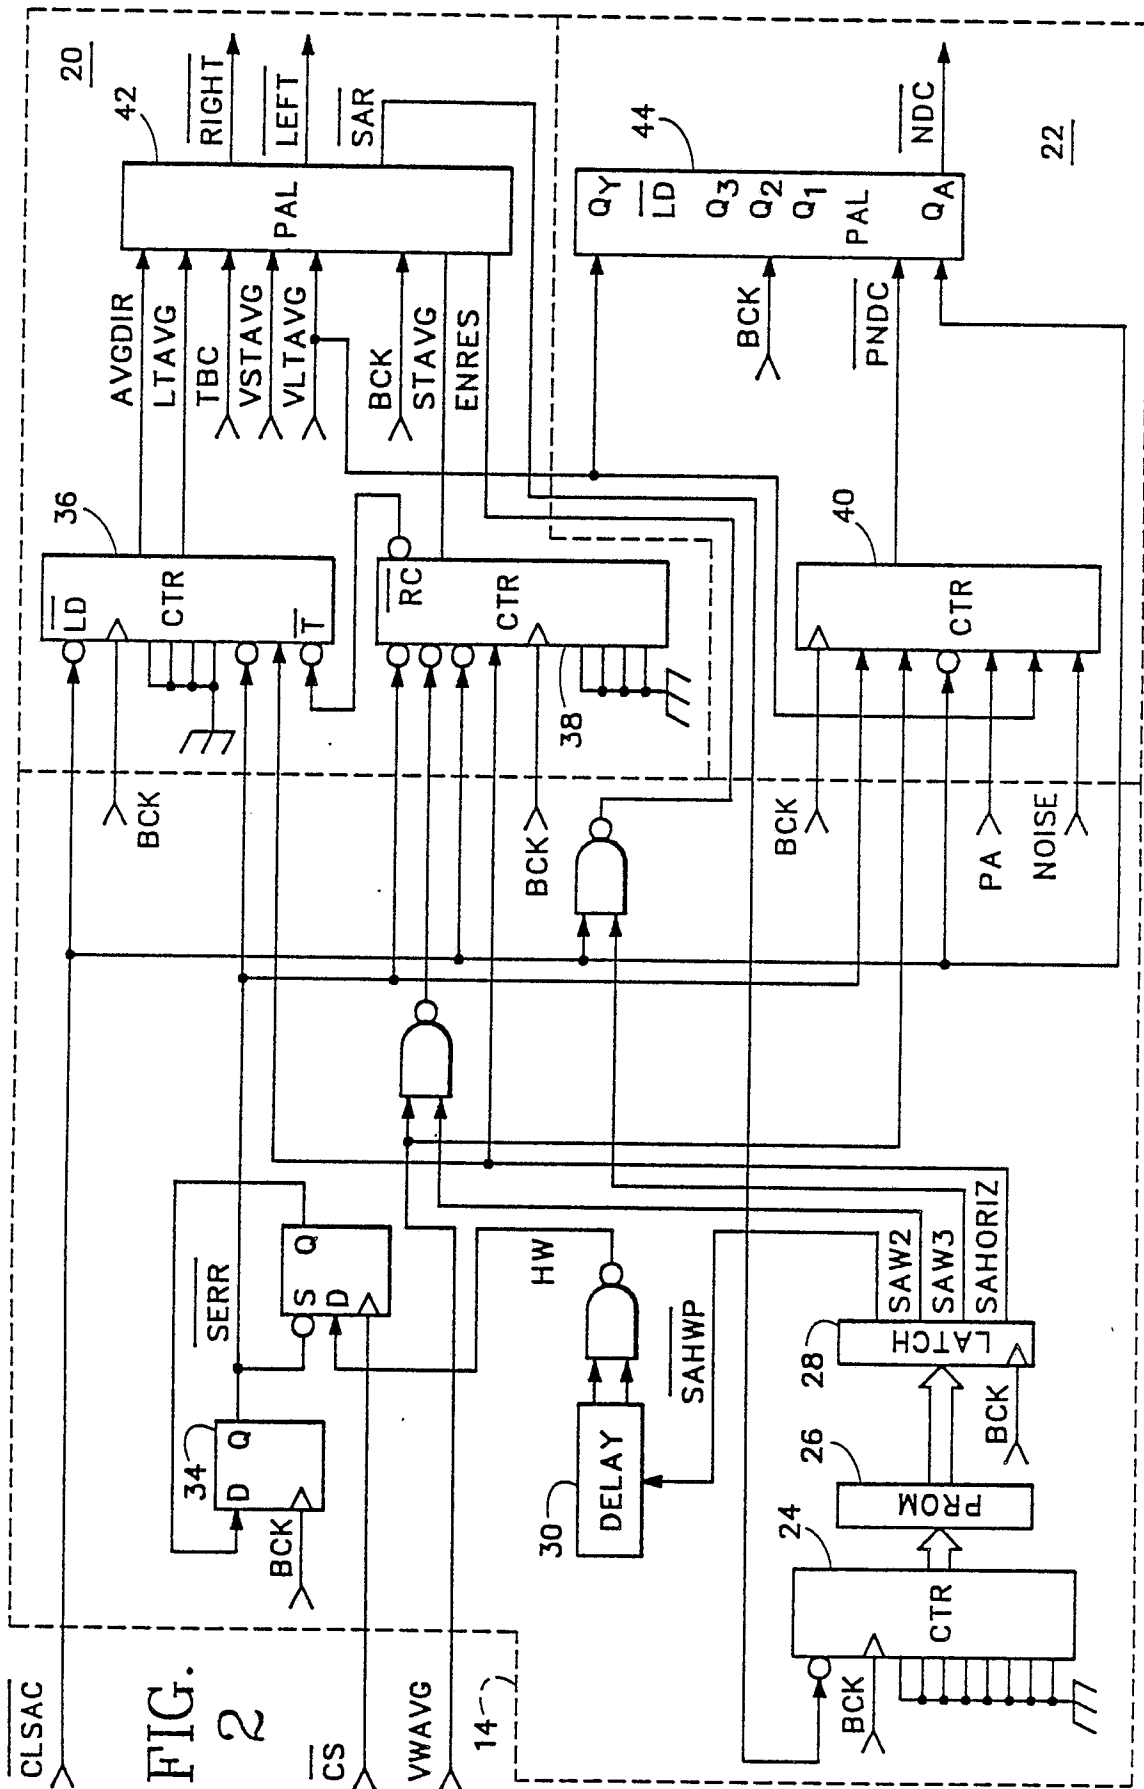 CLSAC
FIG.
2
CS
VWAVG
14
BCK
34
D Q
SERR
S Q
D
HW
30
DELAY
SAHWP
24
CTR
BCK
26
PROM
28
LATCH
BCK
SAW2
SAW3
SAHORIZ
BCK
36
LD
CTR
T
BCK
38
RC
CTR
BCK
PA
NOISE
40
CTR
AVGDIR
LTAVG
TBC
VSTAVG
VLTAVG
BCK
STAVG
ENRES
42
PAL
RIGHT
LEFT
SAR
20
BCK
PNDC
44
QY
LD
Q3
Q2
Q1
PAL
QA
NDC
22